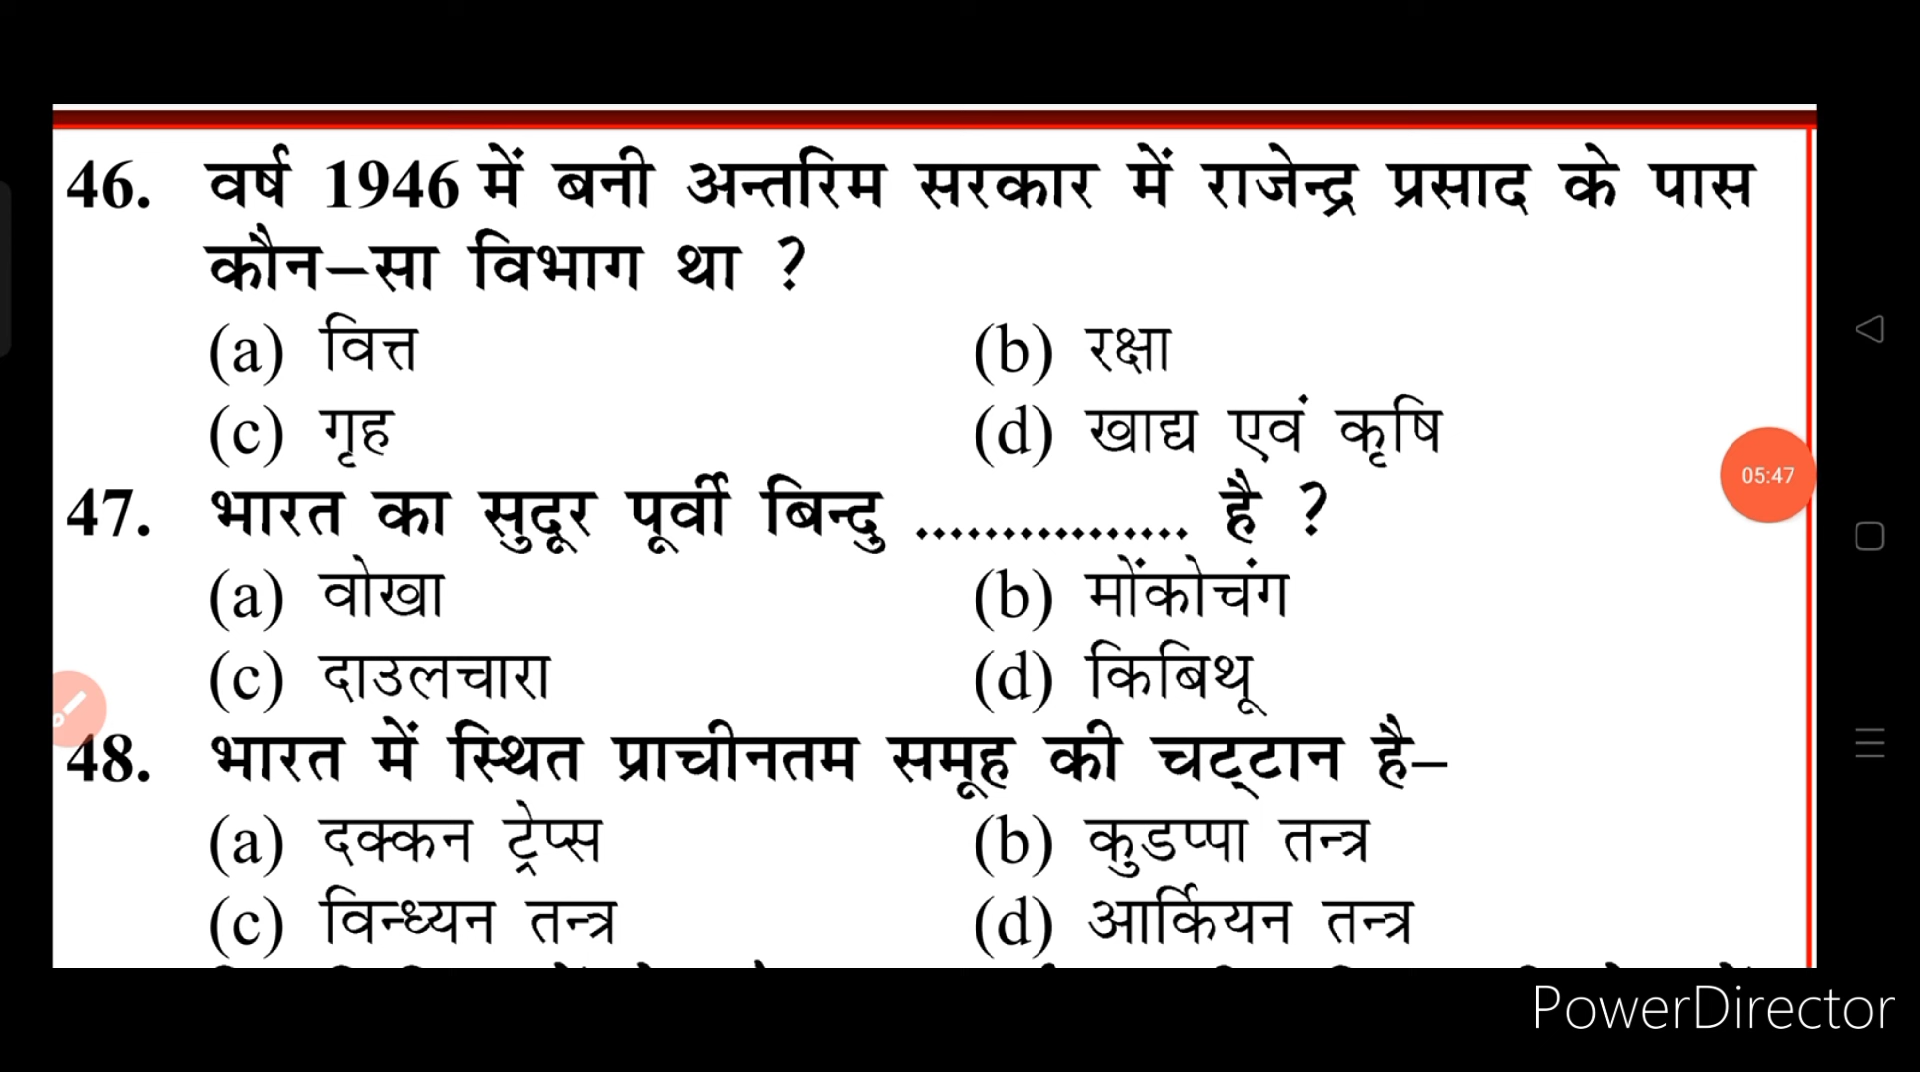 46. वर्ष 1946 में बनी अन्तरिम सरकार में राजेन्द्र प्रसाद के पास
कौन–सा विभाग था ?
(a) वित्त (b) रक्षा
(c) गृह (d) खाद्य एवं कृषि
05:47
47. भारत का सुदूर पूर्वी बिन्दु ................ है ?
(a) वोखा (b) मोंकोचंग
(c) दाउलचारा (d) किबिथू
48. भारत में स्थित प्राचीनतम समूह की चट्टान है–
(a) दक्कन ट्रेप्स (b) कुडप्पा तन्त्र
(c) विन्ध्यन तन्त्र (d) आर्कियन तन्त्र
PowerDirector